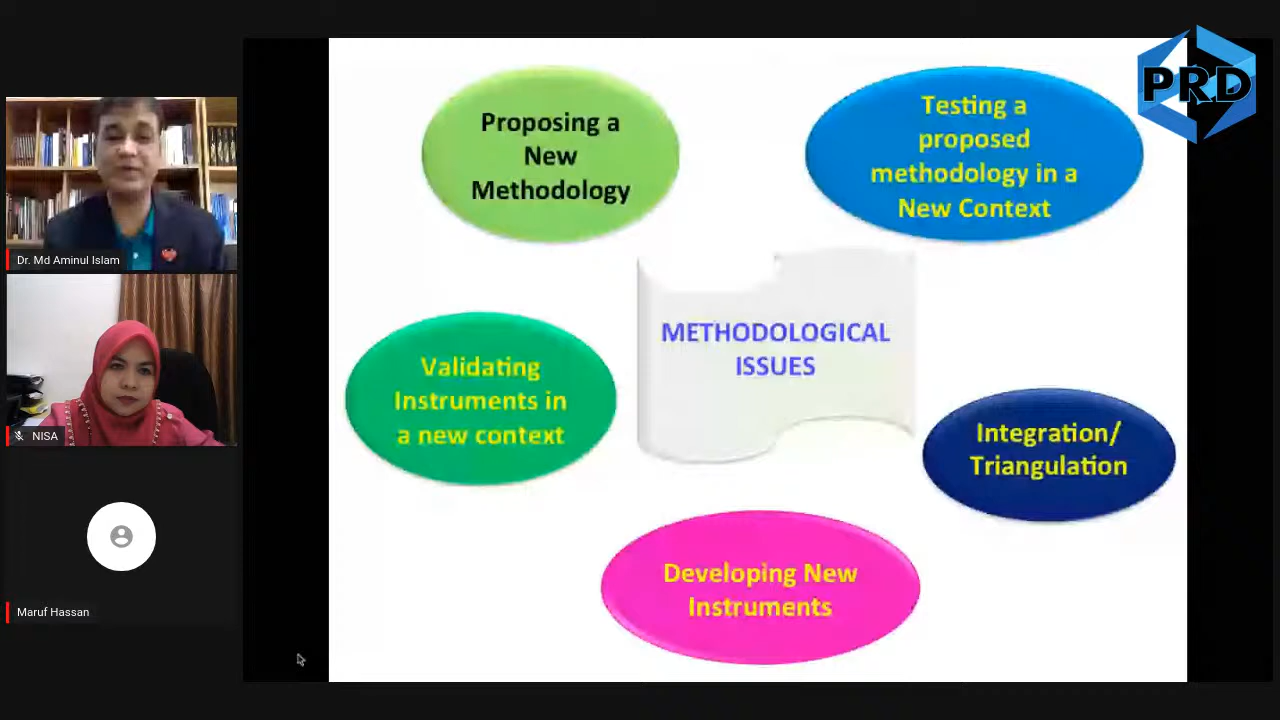 PRD
Dr. Md Aminul Islam
NISA
Maruf Hassan
Proposing a
New
Methodology
Testing a
proposed
methodology in a
New Context
METHODOLOGICAL
ISSUES
Validating
Instruments in
a new context
Integration/
Triangulation
Developing New
Instruments